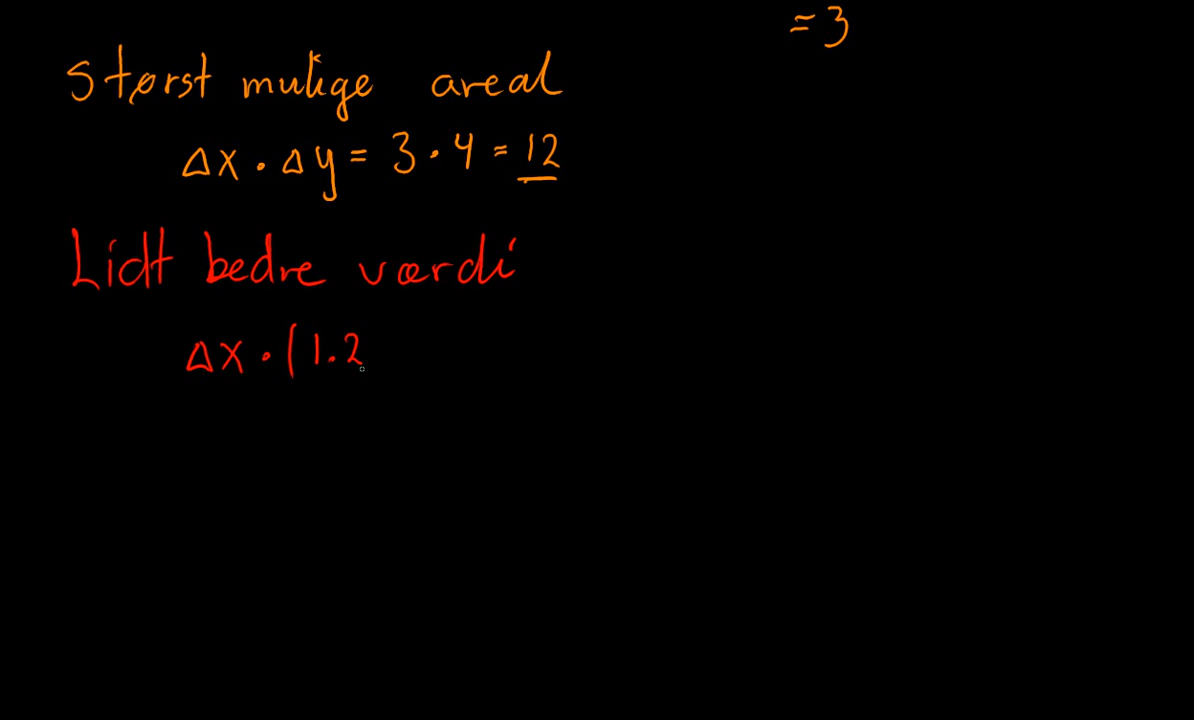 = 3
Størst mulige areal
Δx · Δy = 3 · 4 = 12
Lidt bedre værdi
Δx · ( 1.2